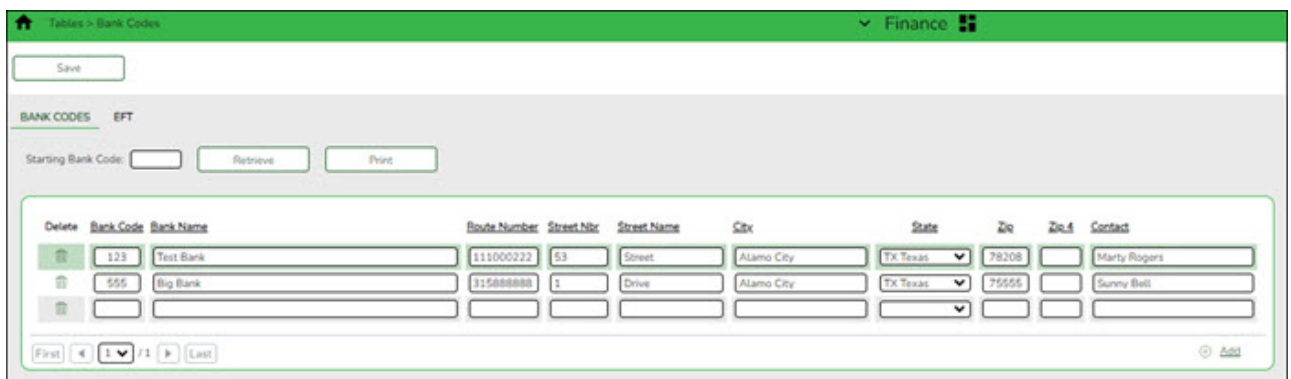 Tables > Bank Codes Finance
Save
BANK CODES EFT
Starting Bank Code: Retrieve Print
Delete Bank Code Bank Name Route Number Street Nbr Street Name City State Zip Zip 4 Contact
123 Test Bank 111000222 53 Street Alamo City TX Texas 78208 Marty Rogers
555 Big Bank 315888888 1 Drive Alamo City TX Texas 75555 Sunny Bell
First 1 / 1 Last Add